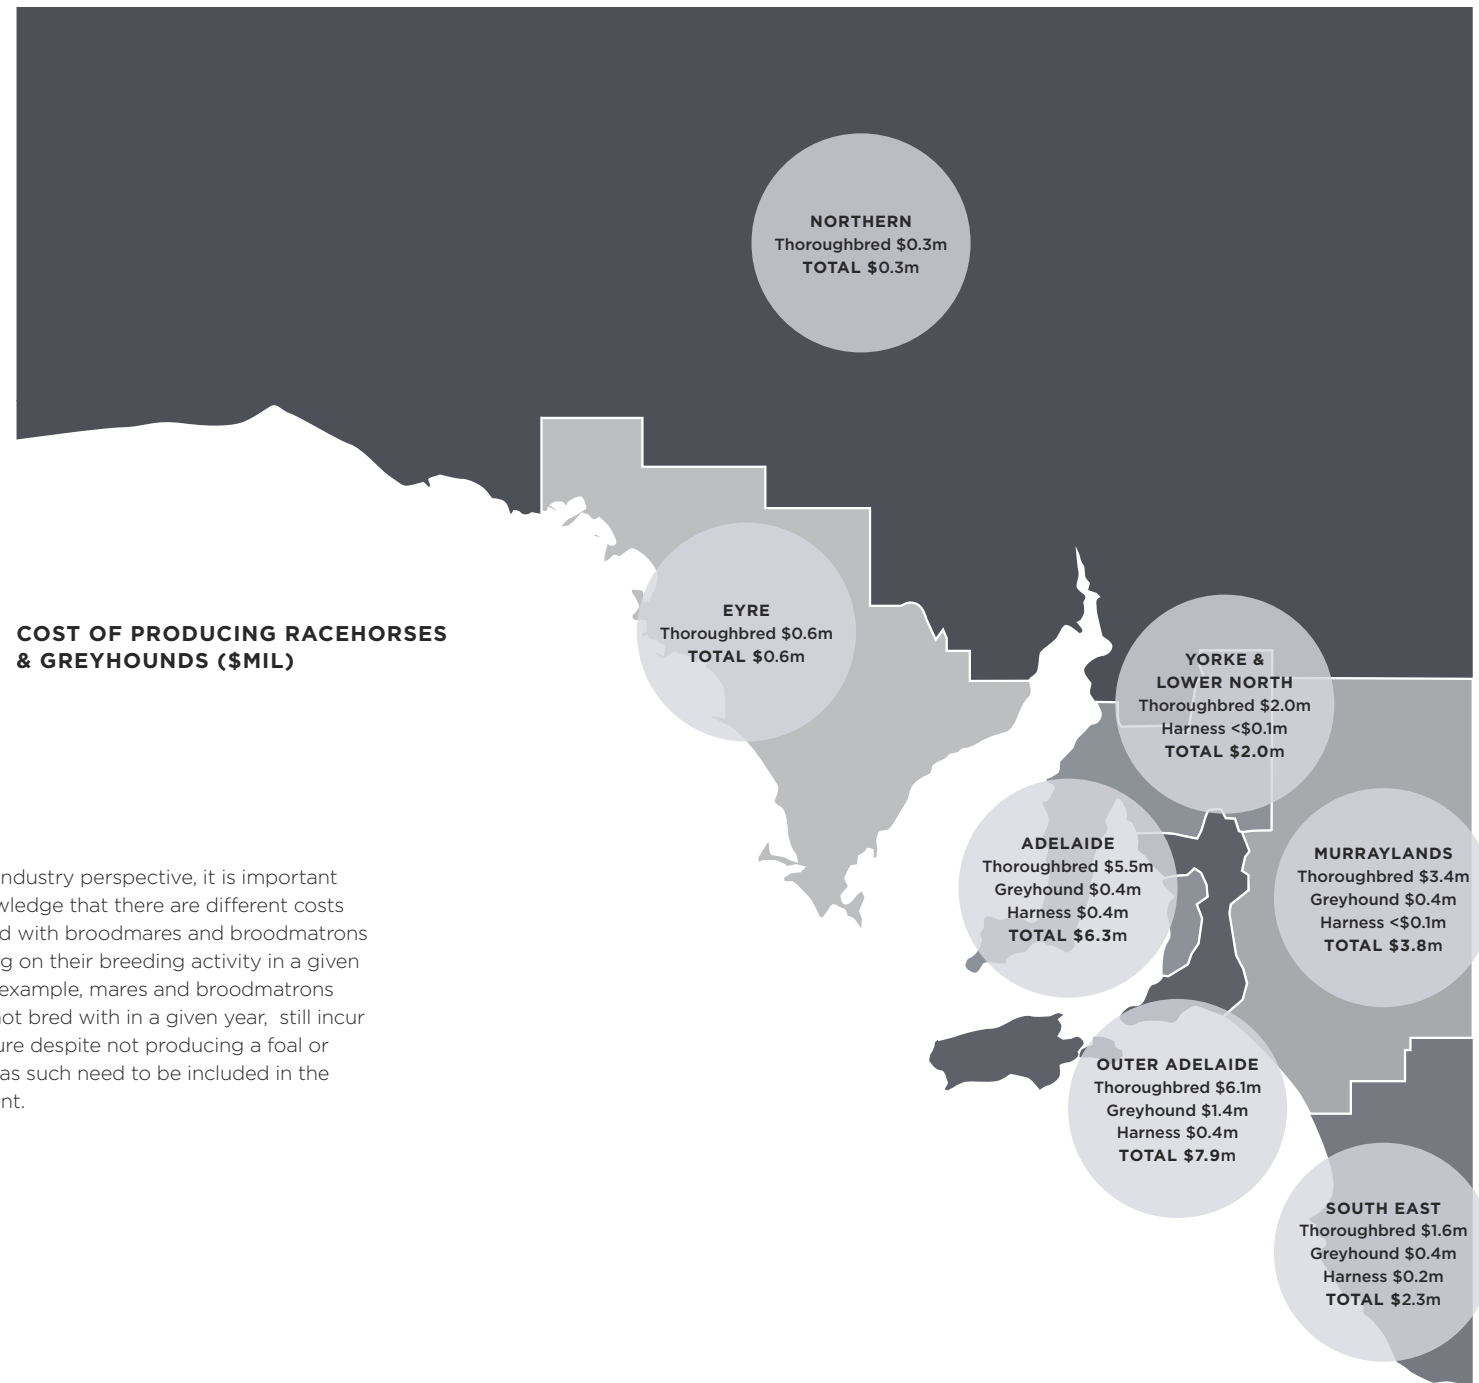 NORTHERN
Thoroughbred $0.3m
TOTAL $0.3m
EYRE
Thoroughbred $0.6m
TOTAL $0.6m
COST OF PRODUCING RACEHORSES
& GREYHOUNDS ($MIL)
YORKE &
LOWER NORTH
Thoroughbred $2.0m
Harness <$0.1m
TOTAL $2.0m
ADELAIDE
Thoroughbred $5.5m
Greyhound $0.4m
Harness $0.4m
TOTAL $6.3m
MURRAYLANDS
Thoroughbred $3.4m
Greyhound $0.4m
Harness <$0.1m
TOTAL $3.8m
industry perspective, it is important
wledge that there are different costs
d with broodmares and broodmatrons
g on their breeding activity in a given
example, mares and broodmatrons
not bred with in a given year, still incur
ure despite not producing a foal or
as such need to be included in the
nt.
OUTER ADELAIDE
Thoroughbred $6.1m
Greyhound $1.4m
Harness $0.4m
TOTAL $7.9m
SOUTH EAST
Thoroughbred $1.6m
Greyhound $0.4m
Harness $0.2m
TOTAL $2.3m